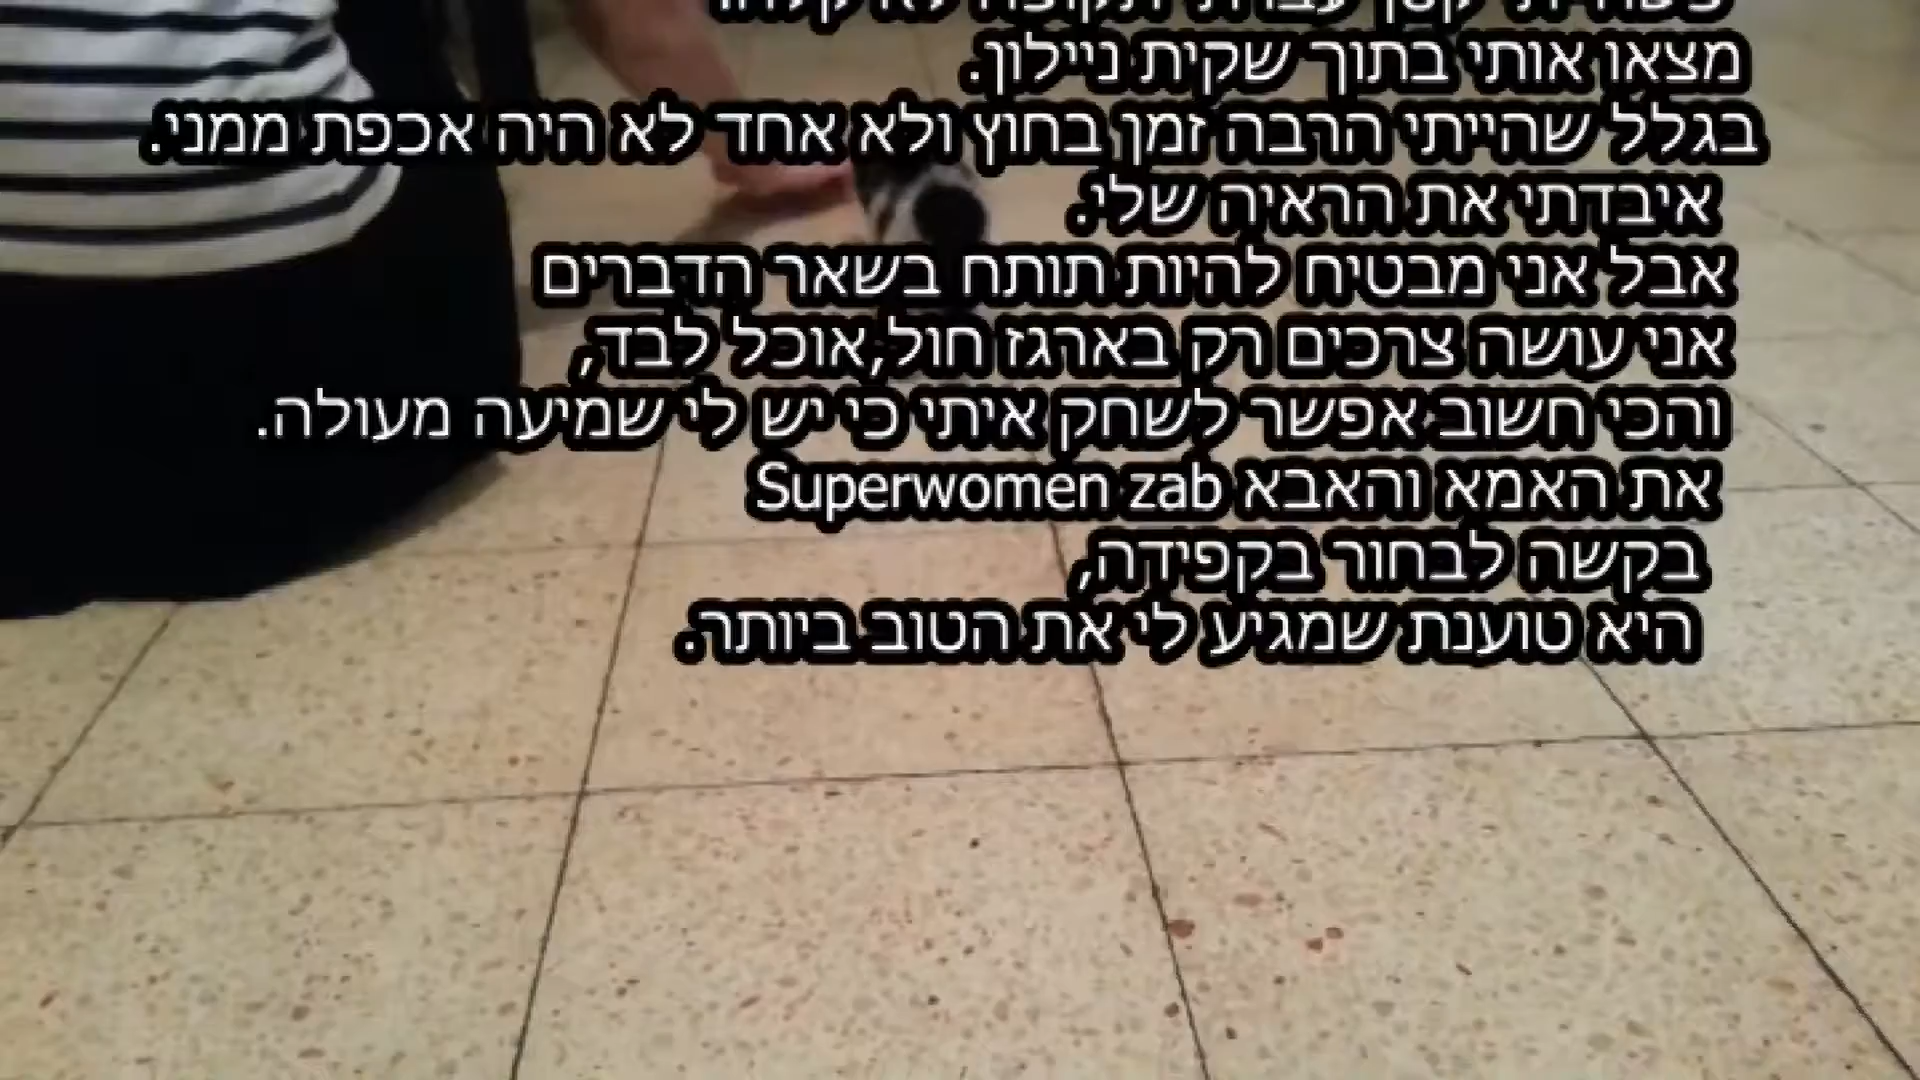 מצאו אותי בתוך שקית ניילון.
בגלל שהייתי הרבה זמן בחוץ ולא אחד לא היה אכפת ממני.
איבדתי את הראיה שלי.
אבל אני מבטיח להיות תותח בשאר הדברים
אני עושה צרכים רק בארגז חול,אוכל לבד,
והכי חשוב אפשר לשחק איתי כי יש לי שמיעה מעולה.
את האמא והאבא Superwomen zab
בקשה לבחור בקפידה,
היא טוענת שמגיע לי את הטוב ביותר.